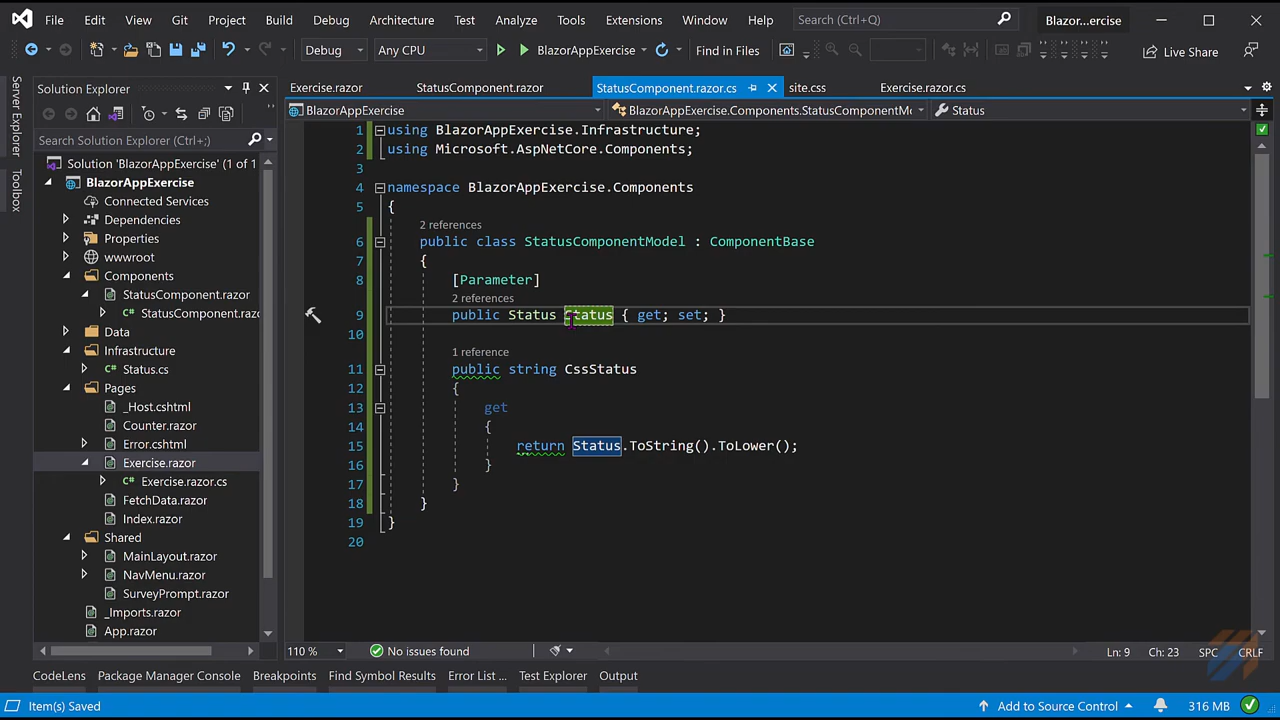 File Edit View Git Project Build Debug Architecture Test Analyze Tools Extensions Window Help Search (Ctrl+Q) Blazor...ercise
Debug Any CPU BlazorAppExercise Find in Files Live Share
Server Explorer
Toolbox
Solution Explorer
Search Solution Explorer (Ctrl+;)
Solution 'BlazorAppExercise' (1 of 1
BlazorAppExercise
Connected Services
Dependencies
Properties
wwwroot
Components
StatusComponent.razor
C# StatusComponent.razo
Data
Infrastructure
C# Status.cs
Pages
_Host.cshtml
Counter.razor
Error.cshtml
Exercise.razor
C# Exercise.razor.cs
FetchData.razor
Index.razor
Shared
MainLayout.razor
NavMenu.razor
SurveyPrompt.razor
_Imports.razor
App.razor
Exercise.razor StatusComponent.razor StatusComponent.razor.cs site.css Exercise.razor.cs
BlazorAppExercise BlazorAppExercise.Components.StatusComponentMo Status
1 using BlazorAppExercise.Infrastructure;
2 using Microsoft.AspNetCore.Components;
3
4 namespace BlazorAppExercise.Components
5 {
2 references
6 public class StatusComponentModel : ComponentBase
7 {
8 [Parameter]
2 references
9 public Status Status { get; set; }
10
1 reference
11 public string CssStatus
12 {
13 get
14 {
15 return Status.ToString().ToLower();
16 }
17 }
18 }
19 }
20
110 % No issues found Ln: 9 Ch: 23 SPC CRLF
CodeLens Package Manager Console Breakpoints Find Symbol Results Error List ... Test Explorer Output
Item(s) Saved Add to Source Control 316 MB